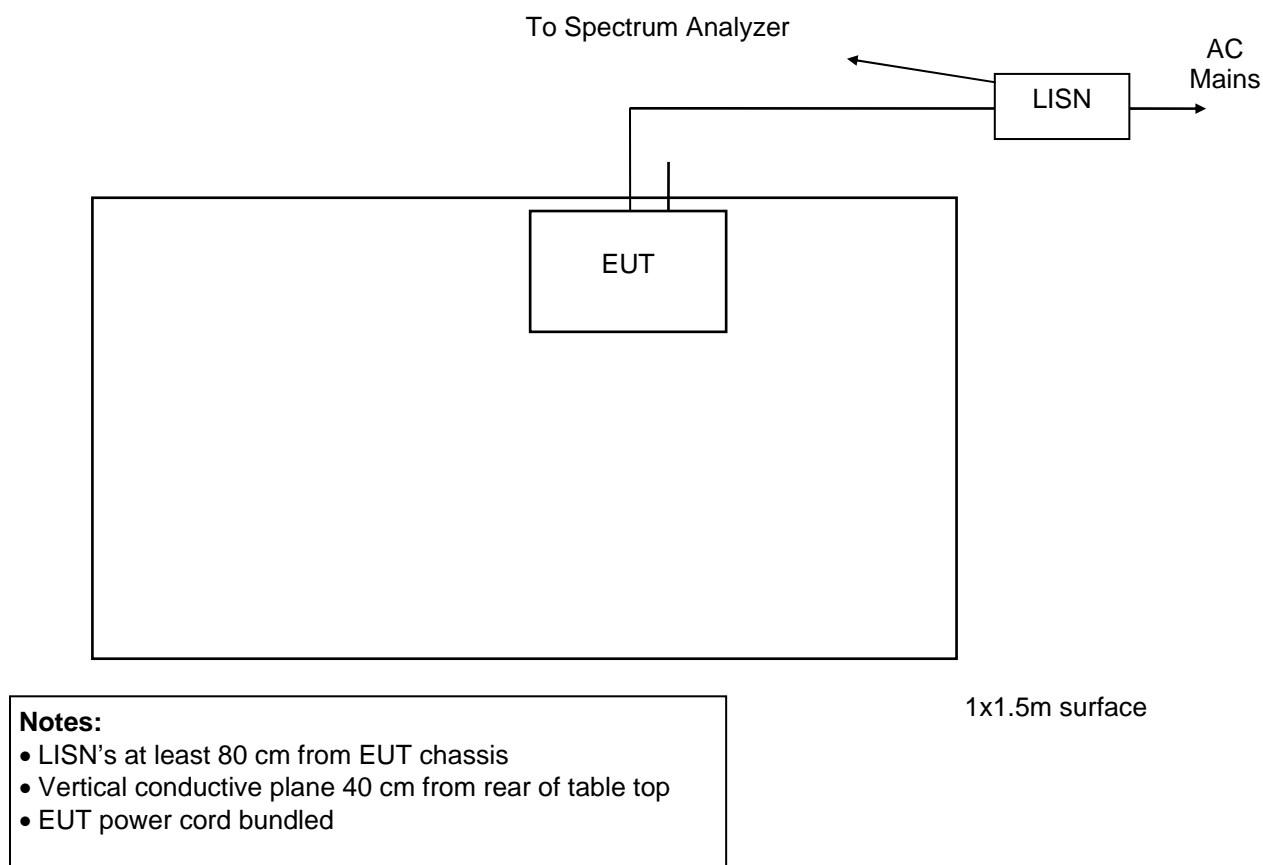 To Spectrum Analyzer
AC
Mains
LISN
EUT
1x1.5m surface
Notes:
• LISN’s at least 80 cm from EUT chassis
• Vertical conductive plane 40 cm from rear of table top
• EUT power cord bundled